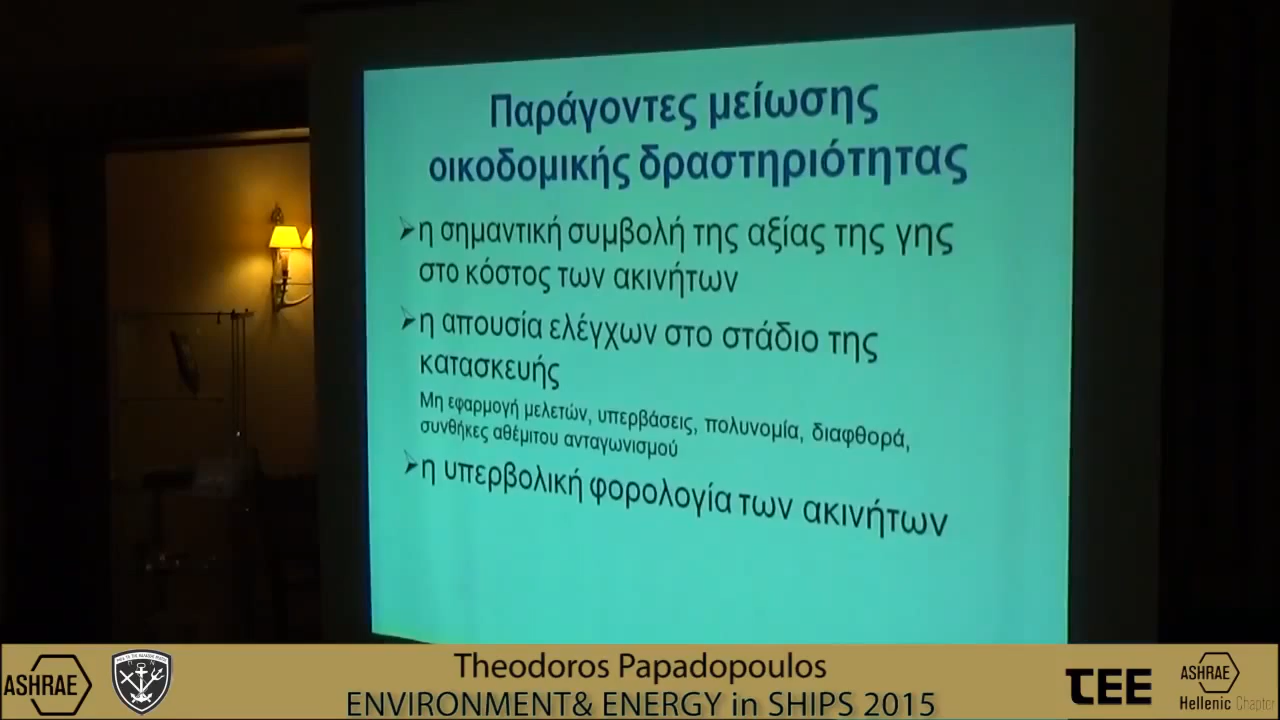 Παράγοντες μείωσης
οικοδομικής δραστηριότητας
η σημαντική συμβολή της αξίας της γης
στο κόστος των ακινήτων
η απουσία ελέγχων στο στάδιο της
κατασκευής
Μη εφαρμογή μελετών, υπερβάσεις, πολυνομία, διαφθορά,
συνθήκες αθέμιτου ανταγωνισμού
η υπερβολική φορολογία των ακινήτων
ASHRAE
Theodoros Papadopoulos
ENVIRONMENT& ENERGY in SHIPS 2015
TEE
ASHRAE
Hellenic Chapter